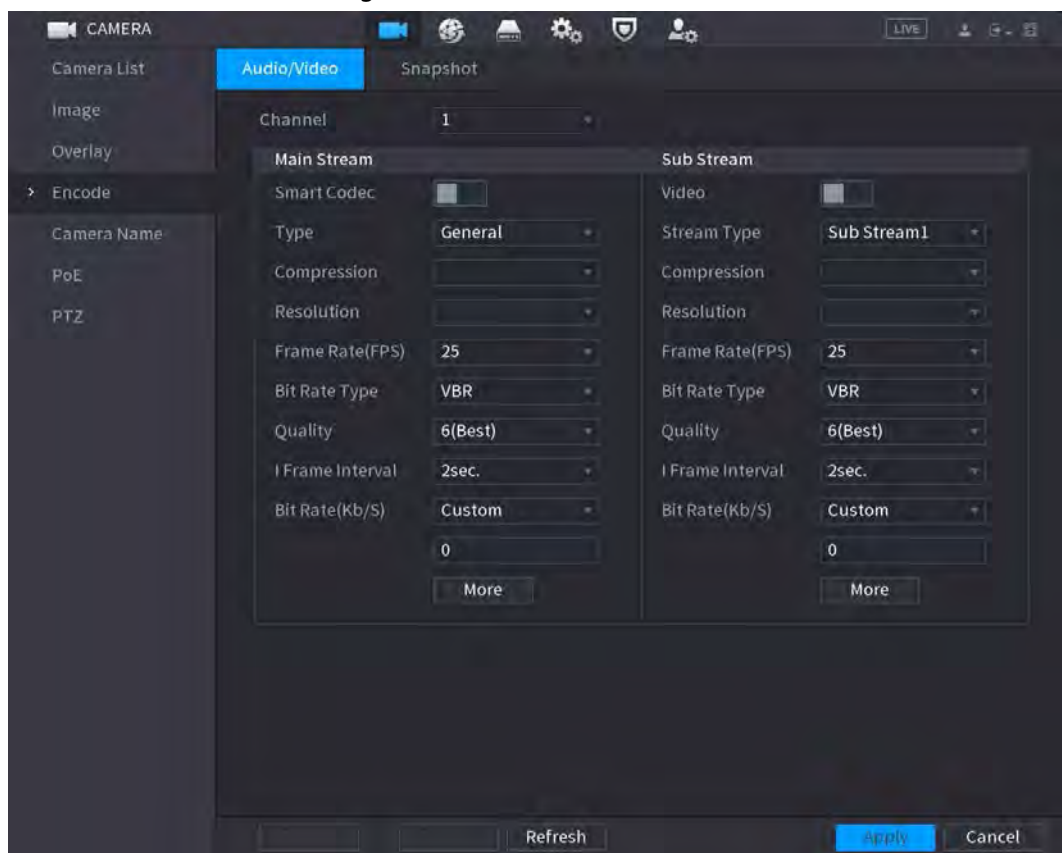 CAMERA LIVE
Camera List Audio/Video Snapshot
Image Channel 1
Overlay Main Stream Sub Stream
> Encode Smart Codec Video
Camera Name Type General Stream Type Sub Stream1
PoE Compression Compression
PTZ Resolution Resolution
Frame Rate(FPS) 25 Frame Rate(FPS) 25
Bit Rate Type VBR Bit Rate Type VBR
Quality 6(Best) Quality 6(Best)
I Frame Interval 2sec. I Frame Interval 2sec.
Bit Rate(Kb/S) Custom Bit Rate(Kb/S) Custom
0 0
More More
Refresh Apply Cancel